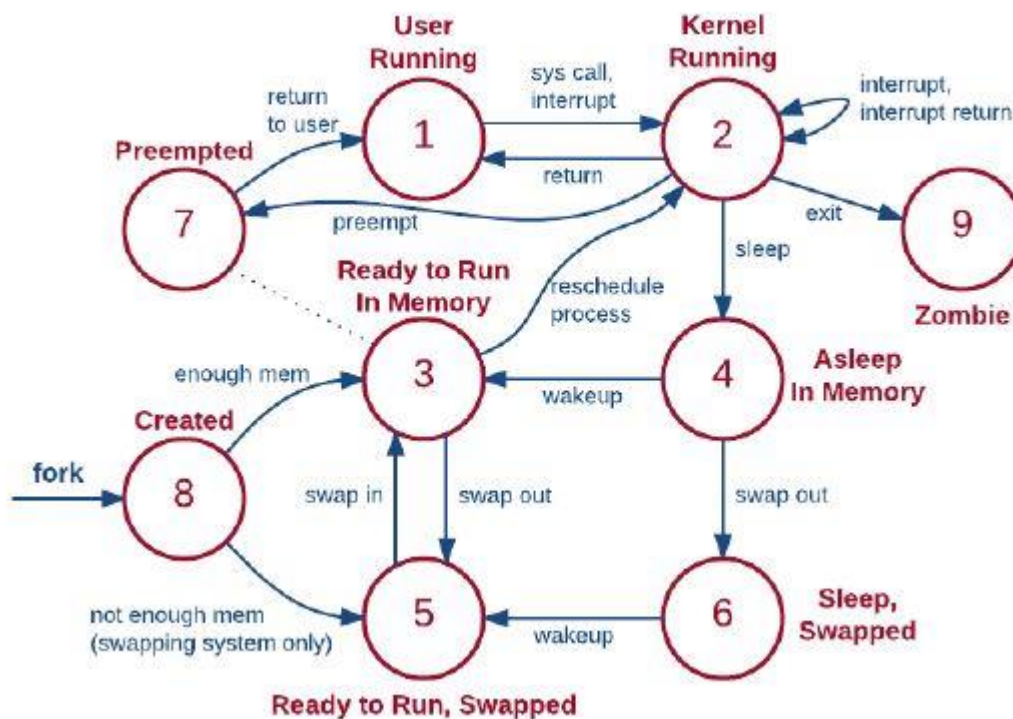 User
Running
Kernel
Running
sys call,
interrupt
interrupt,
interrupt return
return
to user
1
2
Preempted
return
7
preempt
exit
9
sleep
Ready to Run
In Memory
reschedule
process
Zombie
enough mem
3
4
Asleep
In Memory
wakeup
Created
fork
8
swap in
swap out
swap out
not enough mem
(swapping system only)
5
6
Sleep,
Swapped
wakeup
Ready to Run, Swapped